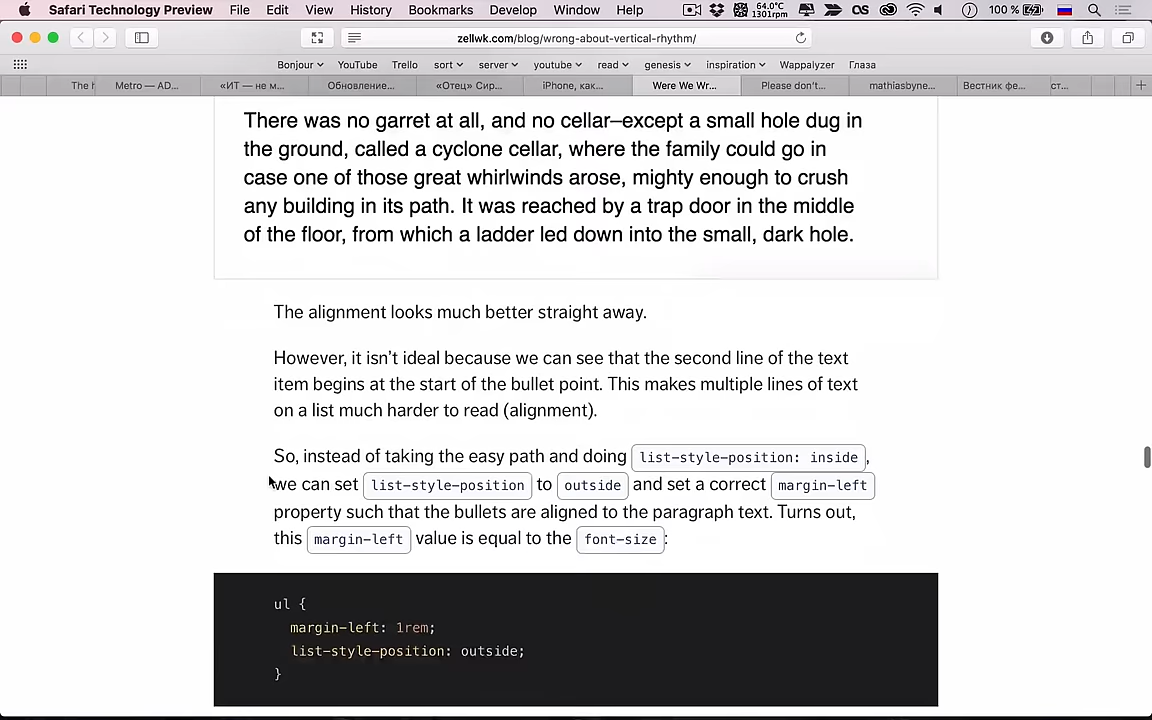 Safari Technology Preview File Edit View History Bookmarks Develop Window Help 64.0°C 1301rpm 100 %
zellwk.com/blog/wrong-about-vertical-rhythm/
Bonjour YouTube Trello sort server youtube read genesis inspiration Wappalyzer Глаза
The h Metro — AD... «ИТ — не м... Обновление... «Отец» Сир... iPhone, как... Were We Wr... Please don't... mathiasbyne... Вестник фе... ст...
There was no garret at all, and no cellar—except a small hole dug in
the ground, called a cyclone cellar, where the family could go in
case one of those great whirlwinds arose, mighty enough to crush
any building in its path. It was reached by a trap door in the middle
of the floor, from which a ladder led down into the small, dark hole.
The alignment looks much better straight away.
However, it isn't ideal because we can see that the second line of the text
item begins at the start of the bullet point. This makes multiple lines of text
on a list much harder to read (alignment).
So, instead of taking the easy path and doing list-style-position: inside,
we can set list-style-position to outside and set a correct margin-left
property such that the bullets are aligned to the paragraph text. Turns out,
this margin-left value is equal to the font-size:
ul {
margin-left: 1rem;
list-style-position: outside;
}